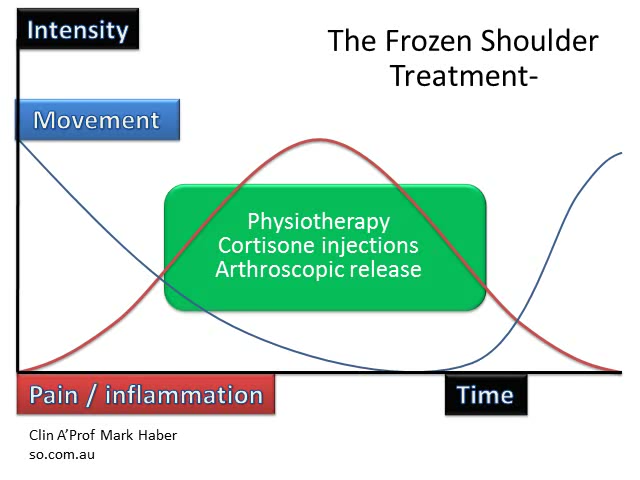 Intensity
The Frozen Shoulder
Treatment-
Movement
Physiotherapy
Cortisone injections
Arthroscopic release
Pain / inflammation
Time
Clin A’Prof Mark Haber
so.com.au